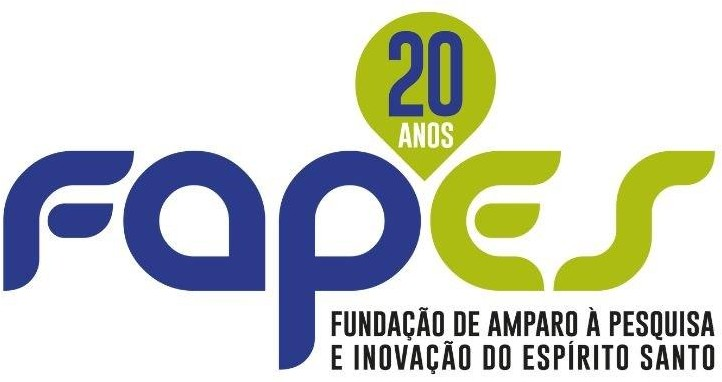 20
ANOS
FAPES
FUNDAÇÃO DE AMPARO À PESQUISA
E INOVAÇÃO DO ESPÍRITO SANTO